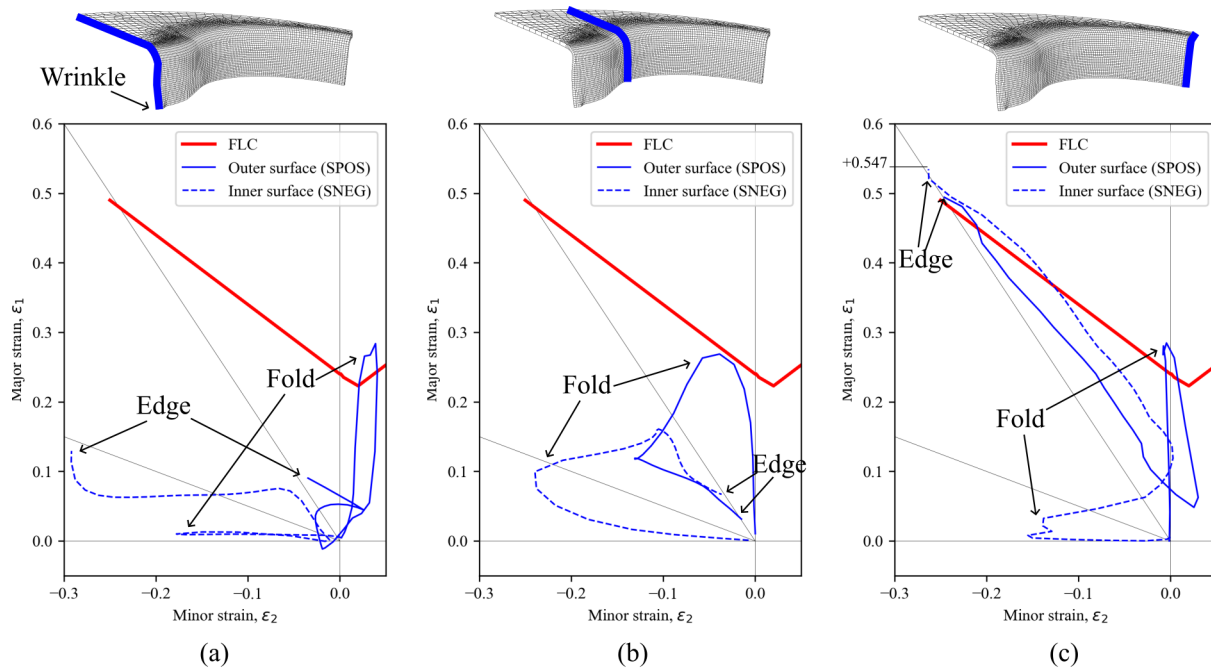 Wrinkle
0.6
0.5
0.4
0.3
0.2
0.1
0.0
Major strain, ε1
FLC
Outer surface (SPOS)
Inner surface (SNEG)
Fold
Edge
−0.3
−0.2
−0.1
0.0
Minor strain, ε2
(a)
0.6
0.5
0.4
0.3
0.2
0.1
0.0
Major strain, ε1
FLC
Outer surface (SPOS)
Inner surface (SNEG)
Fold
Edge
−0.3
−0.2
−0.1
0.0
Minor strain, ε2
(b)
0.6
+0.547
0.5
0.4
0.3
0.2
0.1
0.0
Major strain, ε1
FLC
Outer surface (SPOS)
Inner surface (SNEG)
Edge
Fold
−0.3
−0.2
−0.1
0.0
Minor strain, ε2
(c)